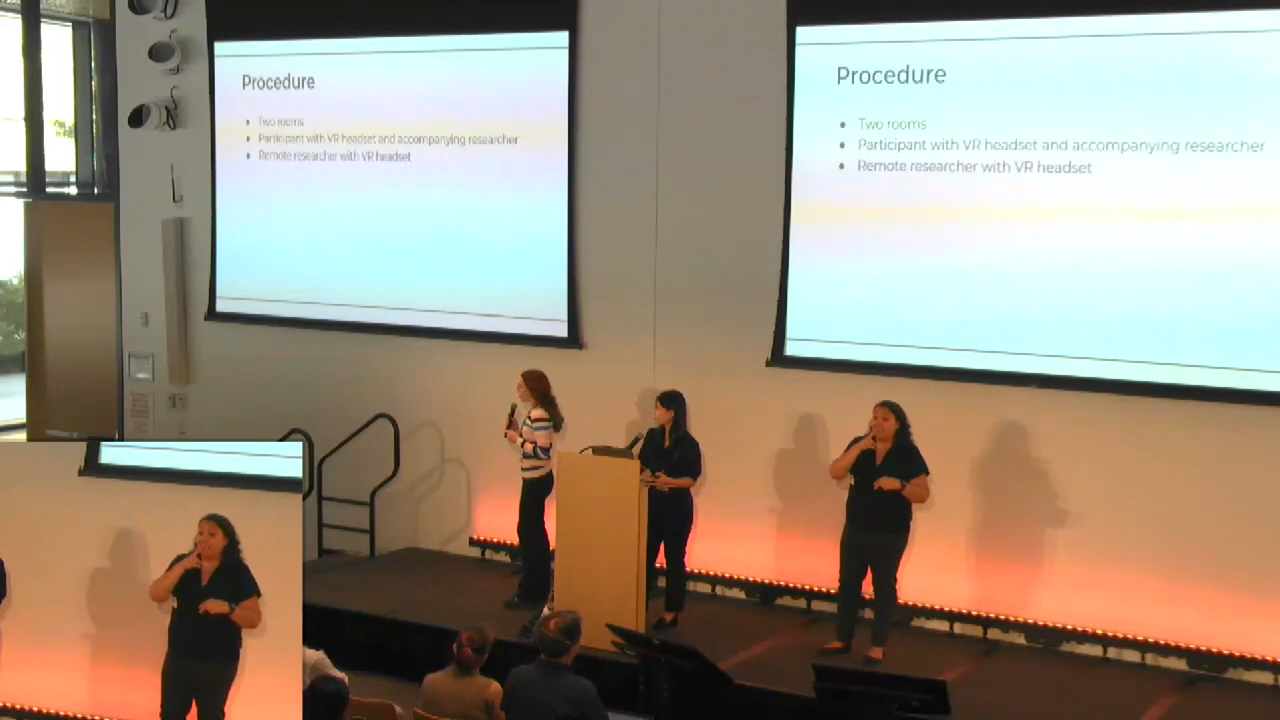 Procedure
Two rooms
Participant with VR headset and accompanying researcher
Remote researcher with VR headset
Procedure
Two rooms
Participant with VR headset and accompanying researcher
Remote researcher with VR headset